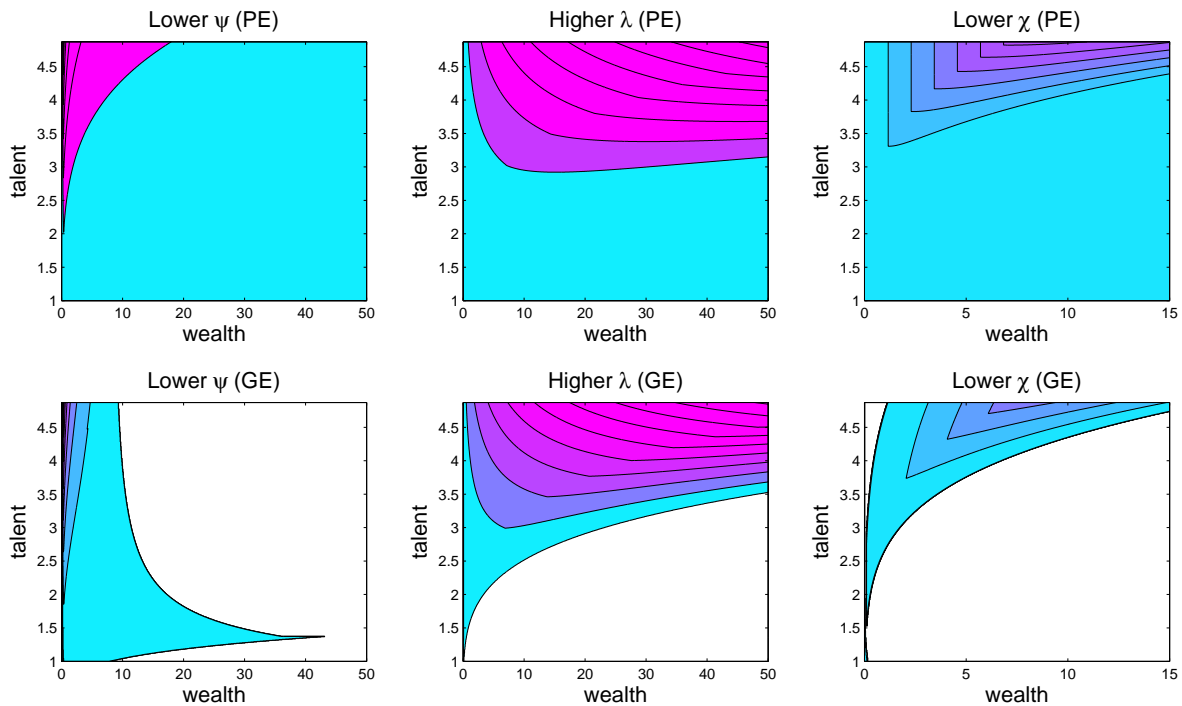 Lower ψ (PE)
Higher λ (PE)
Lower χ (PE)
talent
4.5
4
3.5
3
2.5
2
1.5
1
0 10 20 30 40 50
wealth
talent
4.5
4
3.5
3
2.5
2
1.5
1
0 10 20 30 40 50
wealth
talent
4.5
4
3.5
3
2.5
2
1.5
1
0 5 10 15
wealth
Lower ψ (GE)
Higher λ (GE)
Lower χ (GE)
talent
4.5
4
3.5
3
2.5
2
1.5
1
0 10 20 30 40 50
wealth
talent
4.5
4
3.5
3
2.5
2
1.5
1
0 10 20 30 40 50
wealth
talent
4.5
4
3.5
3
2.5
2
1.5
1
0 5 10 15
wealth